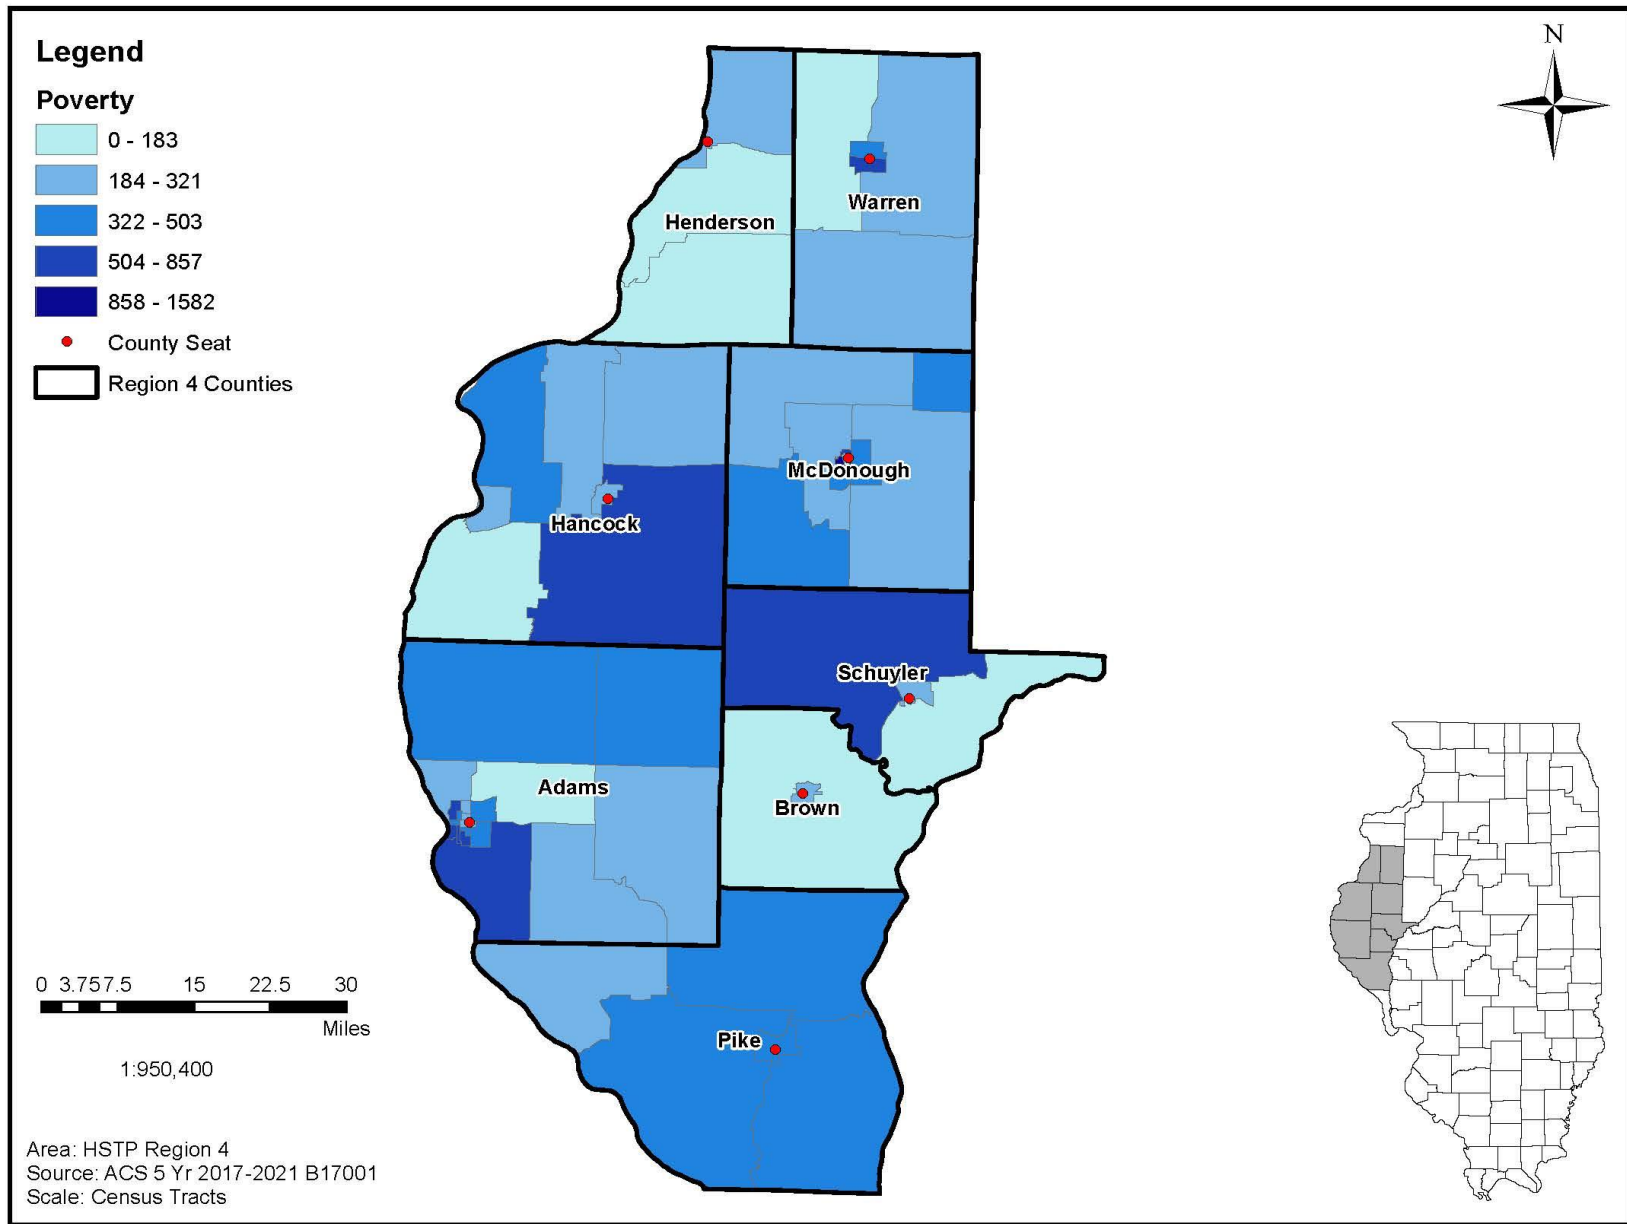 Legend
Poverty
0 - 183
184 - 321
322 - 503
504 - 857
858 - 1582
County Seat
Region 4 Counties
N
Henderson
Warren
McDonough
Hancock
Schuyler
Adams
Brown
Pike
0 3.75 7.5 15 22.5 30
Miles
1:950,400
Area: HSTP Region 4
Source: ACS 5 Yr 2017-2021 B17001
Scale: Census Tracts